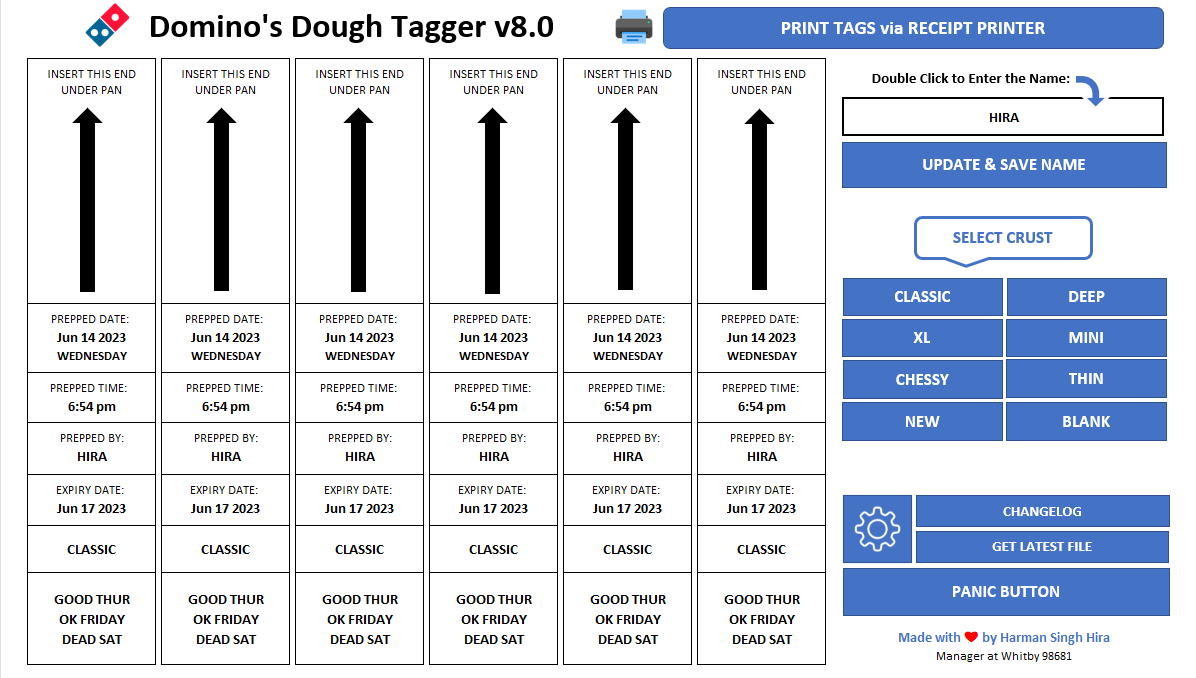 Domino's Dough Tagger v8.0
PRINT TAGS via RECEIPT PRINTER
INSERT THIS END
UNDER PAN
PREPPED DATE:
Jun 14 2023
WEDNESDAY
PREPPED TIME:
6:54 pm
PREPPED BY:
HIRA
EXPIRY DATE:
Jun 17 2023
CLASSIC
GOOD THUR
OK FRIDAY
DEAD SAT
INSERT THIS END
UNDER PAN
PREPPED DATE:
Jun 14 2023
WEDNESDAY
PREPPED TIME:
6:54 pm
PREPPED BY:
HIRA
EXPIRY DATE:
Jun 17 2023
CLASSIC
GOOD THUR
OK FRIDAY
DEAD SAT
INSERT THIS END
UNDER PAN
PREPPED DATE:
Jun 14 2023
WEDNESDAY
PREPPED TIME:
6:54 pm
PREPPED BY:
HIRA
EXPIRY DATE:
Jun 17 2023
CLASSIC
GOOD THUR
OK FRIDAY
DEAD SAT
INSERT THIS END
UNDER PAN
PREPPED DATE:
Jun 14 2023
WEDNESDAY
PREPPED TIME:
6:54 pm
PREPPED BY:
HIRA
EXPIRY DATE:
Jun 17 2023
CLASSIC
GOOD THUR
OK FRIDAY
DEAD SAT
INSERT THIS END
UNDER PAN
PREPPED DATE:
Jun 14 2023
WEDNESDAY
PREPPED TIME:
6:54 pm
PREPPED BY:
HIRA
EXPIRY DATE:
Jun 17 2023
CLASSIC
GOOD THUR
OK FRIDAY
DEAD SAT
INSERT THIS END
UNDER PAN
PREPPED DATE:
Jun 14 2023
WEDNESDAY
PREPPED TIME:
6:54 pm
PREPPED BY:
HIRA
EXPIRY DATE:
Jun 17 2023
CLASSIC
GOOD THUR
OK FRIDAY
DEAD SAT
Double Click to Enter the Name:
HIRA
UPDATE & SAVE NAME
SELECT CRUST
CLASSIC
DEEP
XL
MINI
CHESSY
THIN
NEW
BLANK
CHANGELOG
GET LATEST FILE
PANIC BUTTON
Made with ❤ by Harman Singh Hira
Manager at Whitby 98681